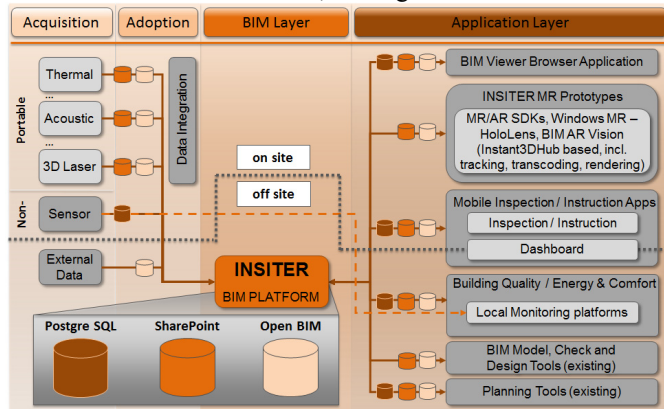 Acquisition
Adoption
BIM Layer
Application Layer
Portable
Thermal
...
Acoustic
...
3D Laser
Non-
Sensor
External
Data
Data Integration
on site
off site
INSITER
BIM PLATFORM
Postgre SQL
SharePoint
Open BIM
BIM Viewer Browser Application
INSITER MR Prototypes
MR/AR SDKs, Windows MR –
HoloLens, BIM AR Vision
(Instant3DHub based, incl.
tracking, transcoding, rendering)
Mobile Inspection / Instruction Apps
Inspection / Instruction
Dashboard
Building Quality / Energy & Comfort
Local Monitoring platforms
BIM Model, Check and
Design Tools (existing)
Planning Tools (existing)